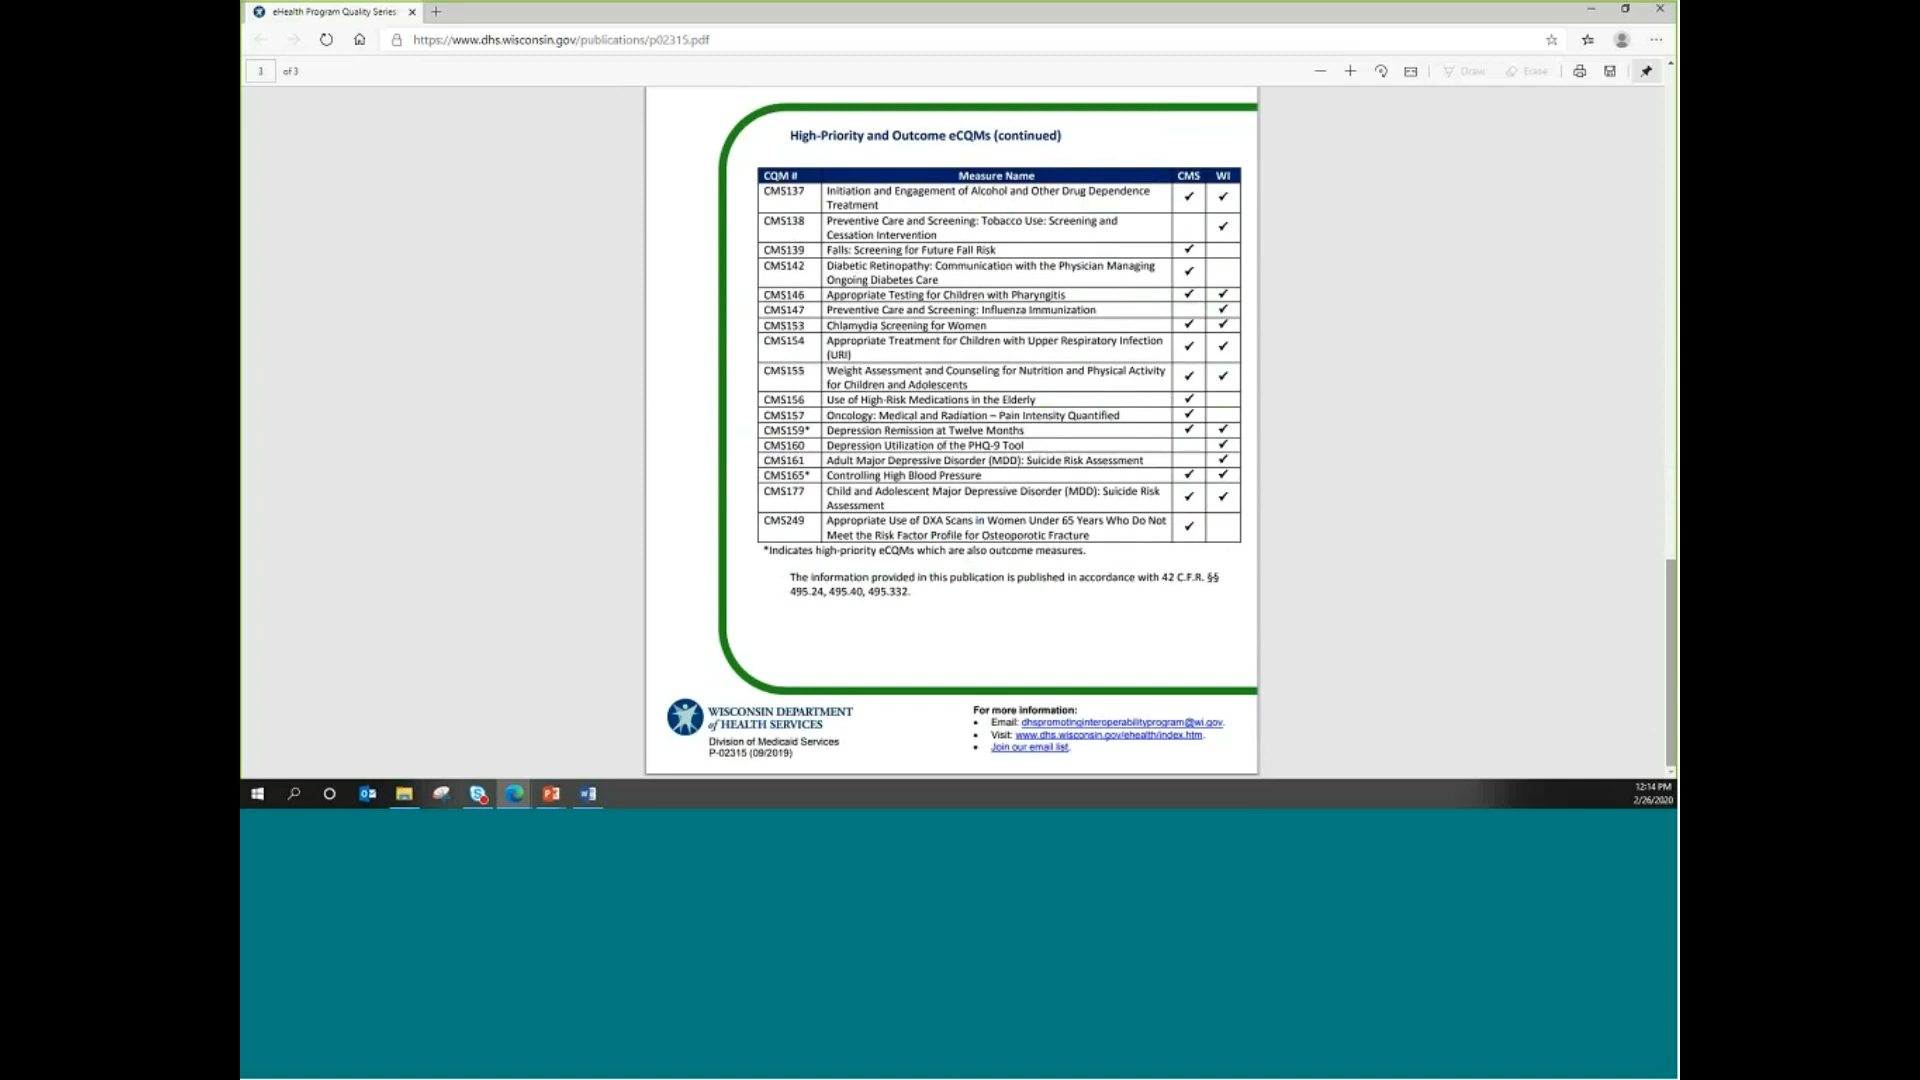 eHealth Program Quality Series
https://www.dhs.wisconsin.gov/publications/p02315.pdf
3 of 3
Draw
Erase
High-Priority and Outcome eCQMs (continued)
CQM # Measure Name CMS WI
CMS137 Initiation and Engagement of Alcohol and Other Drug Dependence ✓ ✓
Treatment
CMS138 Preventive Care and Screening: Tobacco Use: Screening and ✓
Cessation Intervention
CMS139 Falls: Screening for Future Fall Risk ✓
CMS142 Diabetic Retinopathy: Communication with the Physician Managing ✓
Ongoing Diabetes Care
CMS146 Appropriate Testing for Children with Pharyngitis ✓ ✓
CMS147 Preventive Care and Screening: Influenza Immunization ✓
CMS153 Chlamydia Screening for Women ✓ ✓
CMS154 Appropriate Treatment for Children with Upper Respiratory Infection ✓ ✓
(URI)
CMS155 Weight Assessment and Counseling for Nutrition and Physical Activity ✓ ✓
for Children and Adolescents
CMS156 Use of High-Risk Medications in the Elderly ✓
CMS157 Oncology: Medical and Radiation – Pain Intensity Quantified ✓
CMS159* Depression Remission at Twelve Months ✓ ✓
CMS160 Depression Utilization of the PHQ-9 Tool ✓
CMS161 Adult Major Depressive Disorder (MDD): Suicide Risk Assessment ✓
CMS165* Controlling High Blood Pressure ✓ ✓
CMS177 Child and Adolescent Major Depressive Disorder (MDD): Suicide Risk ✓ ✓
Assessment
CMS249 Appropriate Use of DXA Scans in Women Under 65 Years Who Do Not ✓
Meet the Risk Factor Profile for Osteoporotic Fracture
*Indicates high-priority eCQMs which are also outcome measures.
The information provided in this publication is published in accordance with 42 C.F.R. §§
495.24, 495.40, 495.332.
WISCONSIN DEPARTMENT
of HEALTH SERVICES
Division of Medicaid Services
P-02315 (09/2019)
For more information:
• Email: dhspromotinginteroperabilityprogram@wi.gov.
• Visit: www.dhs.wisconsin.gov/ehealth/index.htm.
• Join our email list.
12:14 PM
2/26/2020